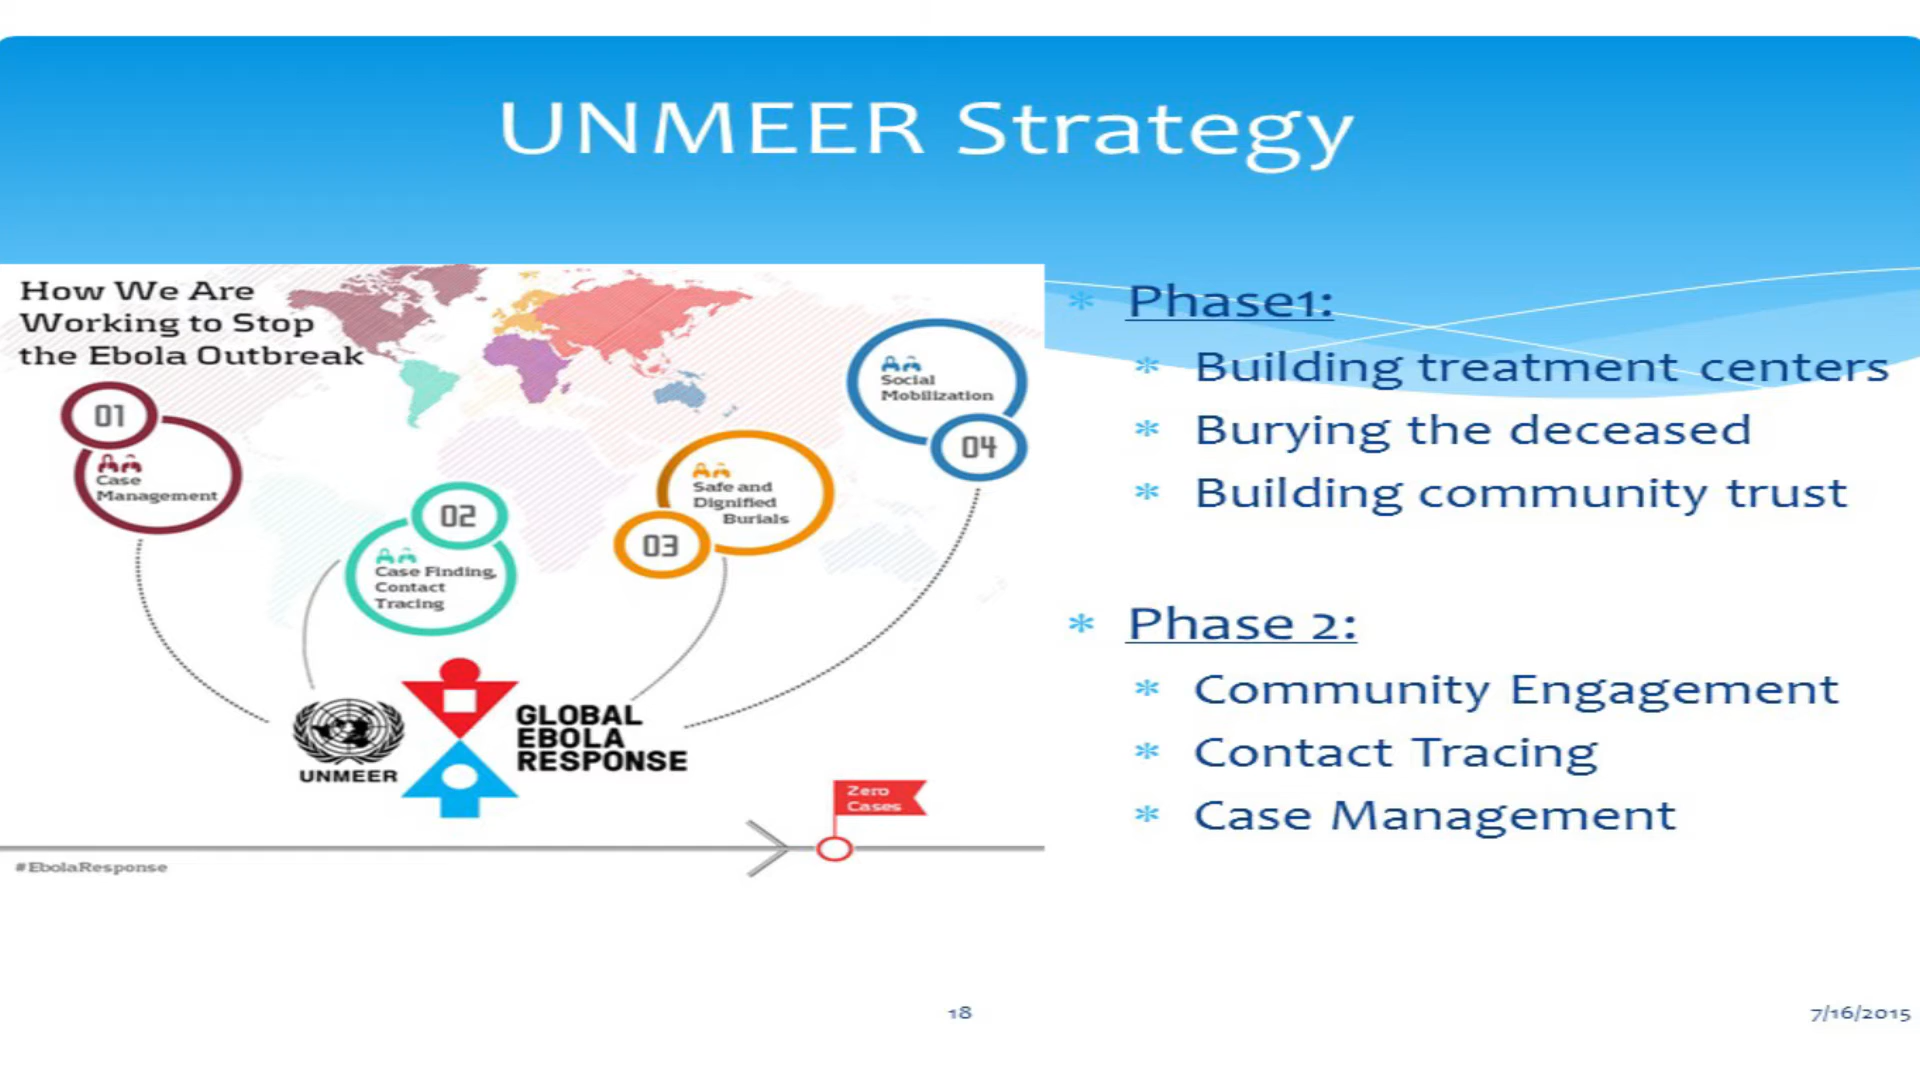 UNMEER Strategy
How We Are
Working to Stop
the Ebola Outbreak
01
Case
Management
02
Case Finding,
Contact
Tracing
03
Safe and
Dignified
Burials
Social
Mobilization
04
UNMEER
GLOBAL
EBOLA
RESPONSE
Zero
Cases
#EbolaResponse
Phase1:
Building treatment centers
Burying the deceased
Building community trust
Phase 2:
Community Engagement
Contact Tracing
Case Management
18
7/16/2015